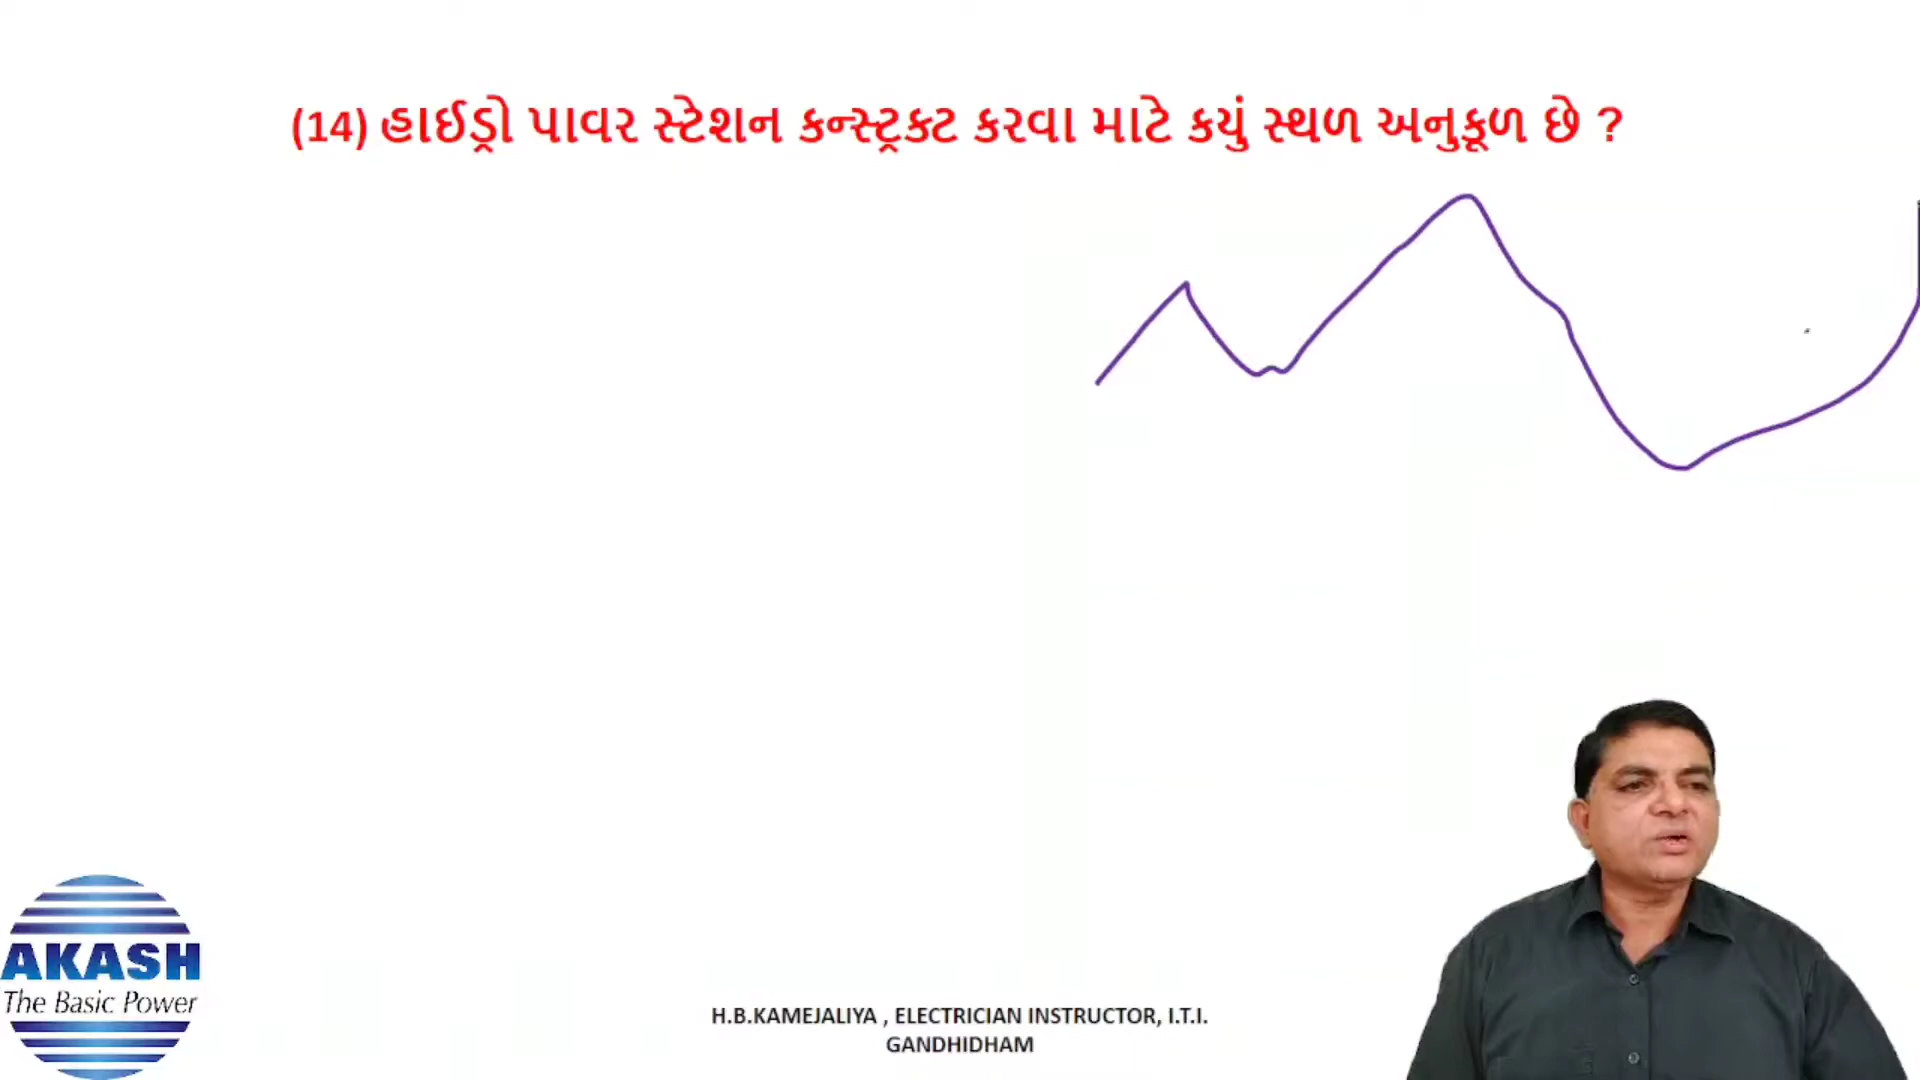 (14) હાઈડ્રો પાવર સ્ટેશન કન્સ્ટ્રક્ટ કરવા માટે કયું સ્થળ અનુકૂળ છે ?
AKASH
The Basic Power
H.B.KAMEJALIYA , ELECTRICIAN INSTRUCTOR, I.T.I.
GANDHIDHAM